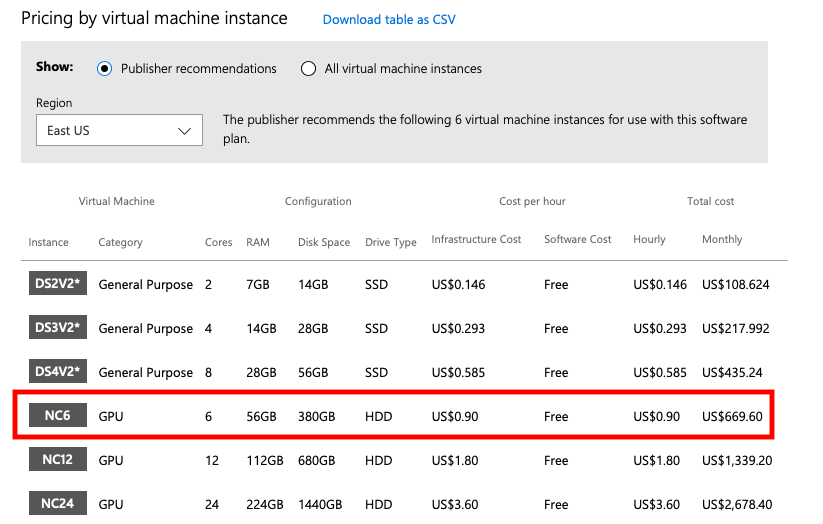 Pricing by virtual machine instance Download table as CSV
Show: Publisher recommendations All virtual machine instances
Region
East US
The publisher recommends the following 6 virtual machine instances for use with this software
plan.
Virtual Machine Configuration Cost per hour Total cost
Instance Category Cores RAM Disk Space Drive Type Infrastructure Cost Software Cost Hourly Monthly
DS2V2* General Purpose 2 7GB 14GB SSD US$0.146 Free US$0.146 US$108.624
DS3V2* General Purpose 4 14GB 28GB SSD US$0.293 Free US$0.293 US$217.992
DS4V2* General Purpose 8 28GB 56GB SSD US$0.585 Free US$0.585 US$435.24
NC6 GPU 6 56GB 380GB HDD US$0.90 Free US$0.90 US$669.60
NC12 GPU 12 112GB 680GB HDD US$1.80 Free US$1.80 US$1,339.20
NC24 GPU 24 224GB 1440GB HDD US$3.60 Free US$3.60 US$2,678.40